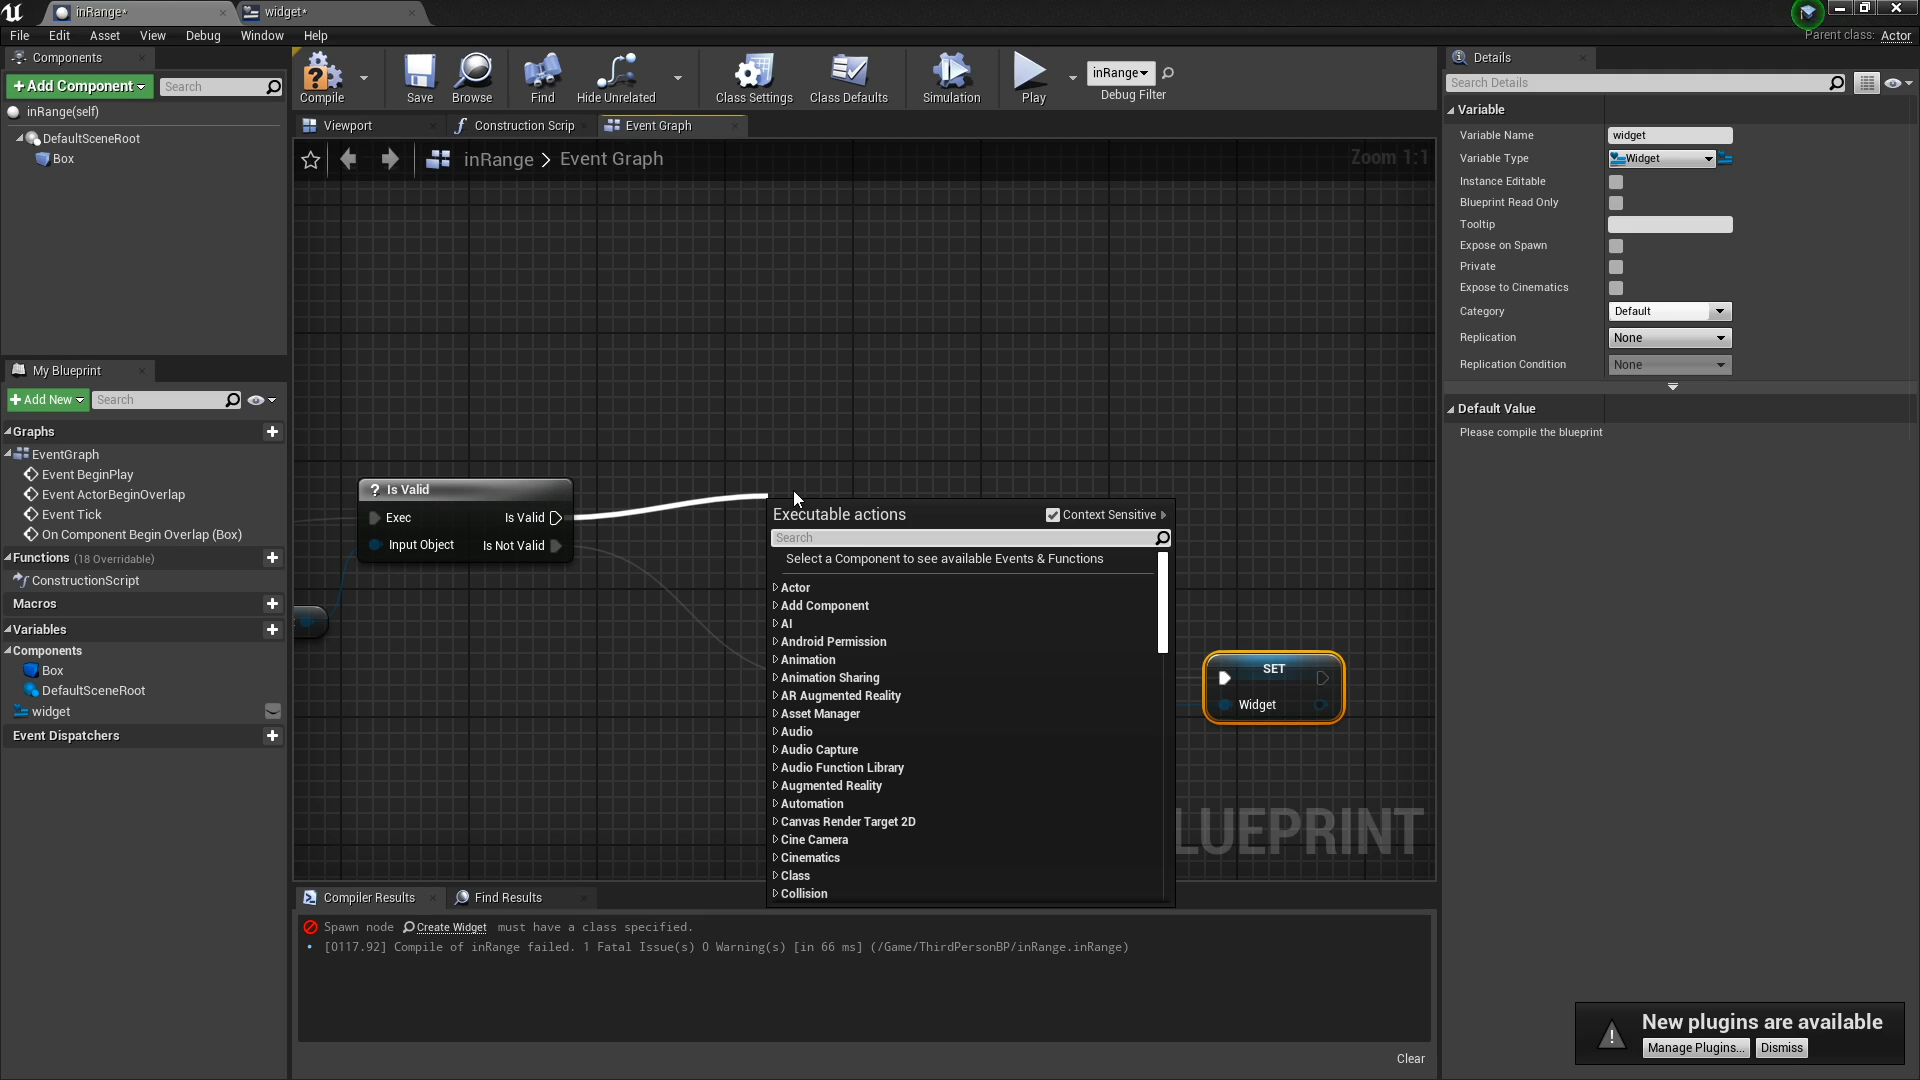 inRange*
widget*
File Edit Asset View Debug Window Help
Parent class: Actor
Components
+Add Component
Search
inRange(self)
DefaultSceneRoot
Box
Compile
Save
Browse
Find
Hide Unrelated
Class Settings
Class Defaults
Simulation
Play
inRange
Debug Filter
Viewport
Construction Scrip
Event Graph
inRange > Event Graph
Zoom 1:1
My Blueprint
+Add New
Search
Graphs
EventGraph
Event BeginPlay
Event ActorBeginOverlap
Event Tick
On Component Begin Overlap (Box)
Functions (18 Overridable)
ConstructionScript
Macros
Variables
Components
Box
DefaultSceneRoot
widget
Event Dispatchers
? Is Valid
Exec Is Valid
Input Object Is Not Valid
Executable actions
Context Sensitive
Search
Select a Component to see available Events & Functions
Actor
Add Component
AI
Android Permission
Animation
Animation Sharing
AR Augmented Reality
Asset Manager
Audio
Audio Capture
Audio Function Library
Augmented Reality
Automation
Canvas Render Target 2D
Cine Camera
Cinematics
Class
Collision
SET
Widget
LUEPRINT
Compiler Results
Find Results
Spawn node Create Widget must have a class specified.
[0117.92] Compile of inRange failed. 1 Fatal Issue(s) 0 Warning(s) [in 66 ms] (/Game/ThirdPersonBP/inRange.inRange)
Clear
Details
Search Details
Variable
Variable Name widget
Variable Type Widget
Instance Editable
Blueprint Read Only
Tooltip
Expose on Spawn
Private
Expose to Cinematics
Category Default
Replication None
Replication Condition None
Default Value
Please compile the blueprint
New plugins are available
Manage Plugins... Dismiss